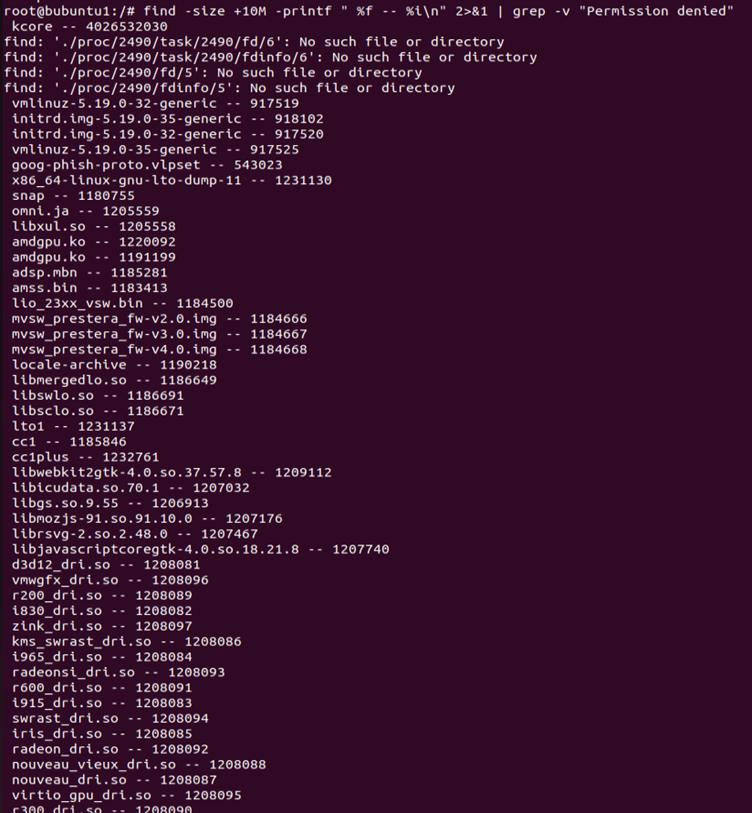 root@bubuntu1:/# find -size +10M -printf " %f -- %i\n" 2>&1 | grep -v "Permission denied"
kcore -- 4026532030
find: './proc/2490/task/2490/fd/6': No such file or directory
find: './proc/2490/task/2490/fdinfo/6': No such file or directory
find: './proc/2490/fd/5': No such file or directory
find: './proc/2490/fdinfo/5': No such file or directory
vmlinuz-5.19.0-32-generic -- 917519
initrd.img-5.19.0-35-generic -- 918102
initrd.img-5.19.0-32-generic -- 917520
vmlinuz-5.19.0-35-generic -- 917525
goog-phish-proto.vlpset -- 543023
x86_64-linux-gnu-lto-dump-11 -- 1231130
snap -- 1180755
omni.ja -- 1205559
libxul.so -- 1205558
amdgpu.ko -- 1220092
amdgpu.ko -- 1191199
adsp.mbn -- 1185281
amss.bin -- 1183413
lio_23xx_vsw.bin -- 1184500
mvsw_prestera_fw-v2.0.img -- 1184666
mvsw_prestera_fw-v3.0.img -- 1184667
mvsw_prestera_fw-v4.0.img -- 1184668
locale-archive -- 1190218
libmergedlo.so -- 1186649
libswlo.so -- 1186691
libsclo.so -- 1186671
lto1 -- 1231137
cc1 -- 1185846
cc1plus -- 1232761
libwebkit2gtk-4.0.so.37.57.8 -- 1209112
libicudata.so.70.1 -- 1207032
libgs.so.9.55 -- 1206913
libmozjs-91.so.91.10.0 -- 1207176
librsvg-2.so.2.48.0 -- 1207467
libjavascriptcoregtk-4.0.so.18.21.8 -- 1207740
d3d12_dri.so -- 1208081
vmwgfx_dri.so -- 1208096
r200_dri.so -- 1208089
i830_dri.so -- 1208082
zink_dri.so -- 1208097
kms_swrast_dri.so -- 1208086
i965_dri.so -- 1208084
radeonsi_dri.so -- 1208093
r600_dri.so -- 1208091
i915_dri.so -- 1208083
swrast_dri.so -- 1208094
iris_dri.so -- 1208085
radeon_dri.so -- 1208092
nouveau_vieux_dri.so -- 1208088
nouveau_dri.so -- 1208087
virtio_gpu_dri.so -- 1208095
r300_dri.so -- 1208090